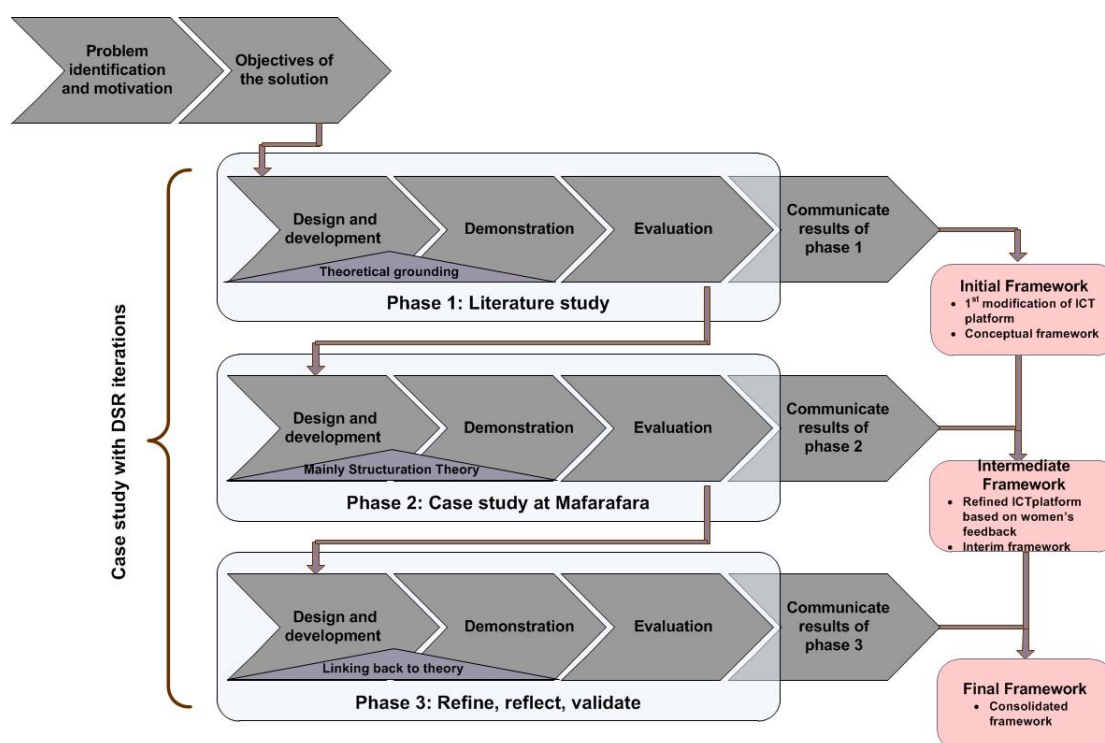 Problem
identification
and motivation
Objectives of
the solution
Case study with DSR iterations
Design and
development
Demonstration
Evaluation
Communicate
results of
phase 1
Theoretical grounding
Phase 1: Literature study
Initial Framework
• 1st modification of ICT
platform
• Conceptual framework
Design and
development
Demonstration
Evaluation
Communicate
results of
phase 2
Mainly Structuration Theory
Phase 2: Case study at Mafarafara
Intermediate
Framework
• Refined ICTplatform
based on women's
feedback
• Interim framework
Design and
development
Demonstration
Evaluation
Communicate
results of
phase 3
Linking back to theory
Phase 3: Refine, reflect, validate
Final Framework
• Consolidated
framework